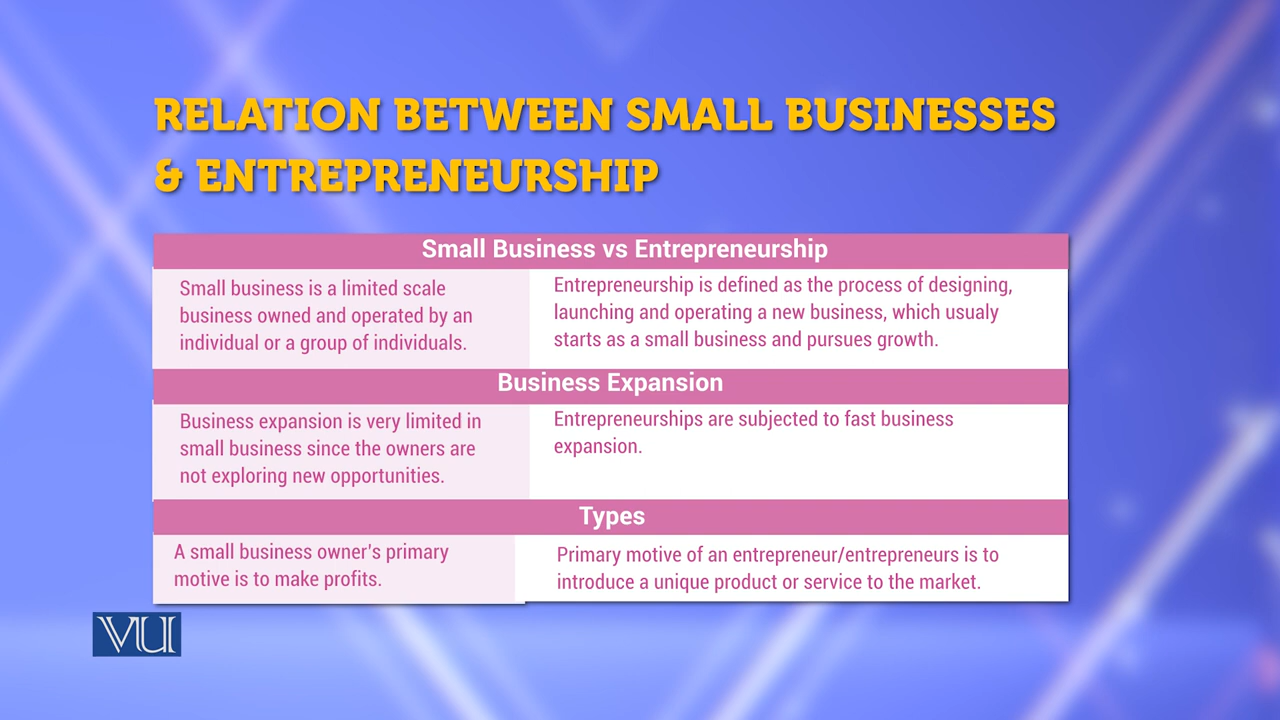 RELATION BETWEEN SMALL BUSINESSES
& ENTREPRENEURSHIP
Small Business vs Entrepreneurship
Small business is a limited scale
business owned and operated by an
individual or a group of individuals.
Entrepreneurship is defined as the process of designing,
launching and operating a new business, which usualy
starts as a small business and pursues growth.
Business Expansion
Business expansion is very limited in
small business since the owners are
not exploring new opportunities.
Entrepreneurships are subjected to fast business
expansion.
Types
A small business owner's primary
motive is to make profits.
Primary motive of an entrepreneur/entrepreneurs is to
introduce a unique product or service to the market.
VU